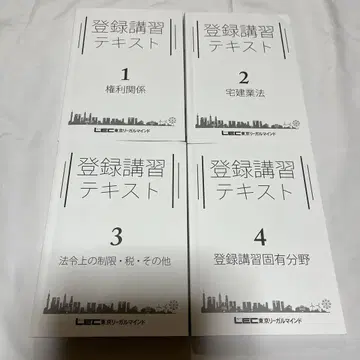 登録講習
テキスト
1
権利関係
LEC東京リーガルマインド
登録講習
テキスト
2
宅建業法
LEC東京リーガルマインド
登録講習
テキスト
3
法令上の制限・税・その他
LEC東京リーガルマインド
登録講習
テキスト
4
登録講習固有分野
LEC東京リーガルマインド